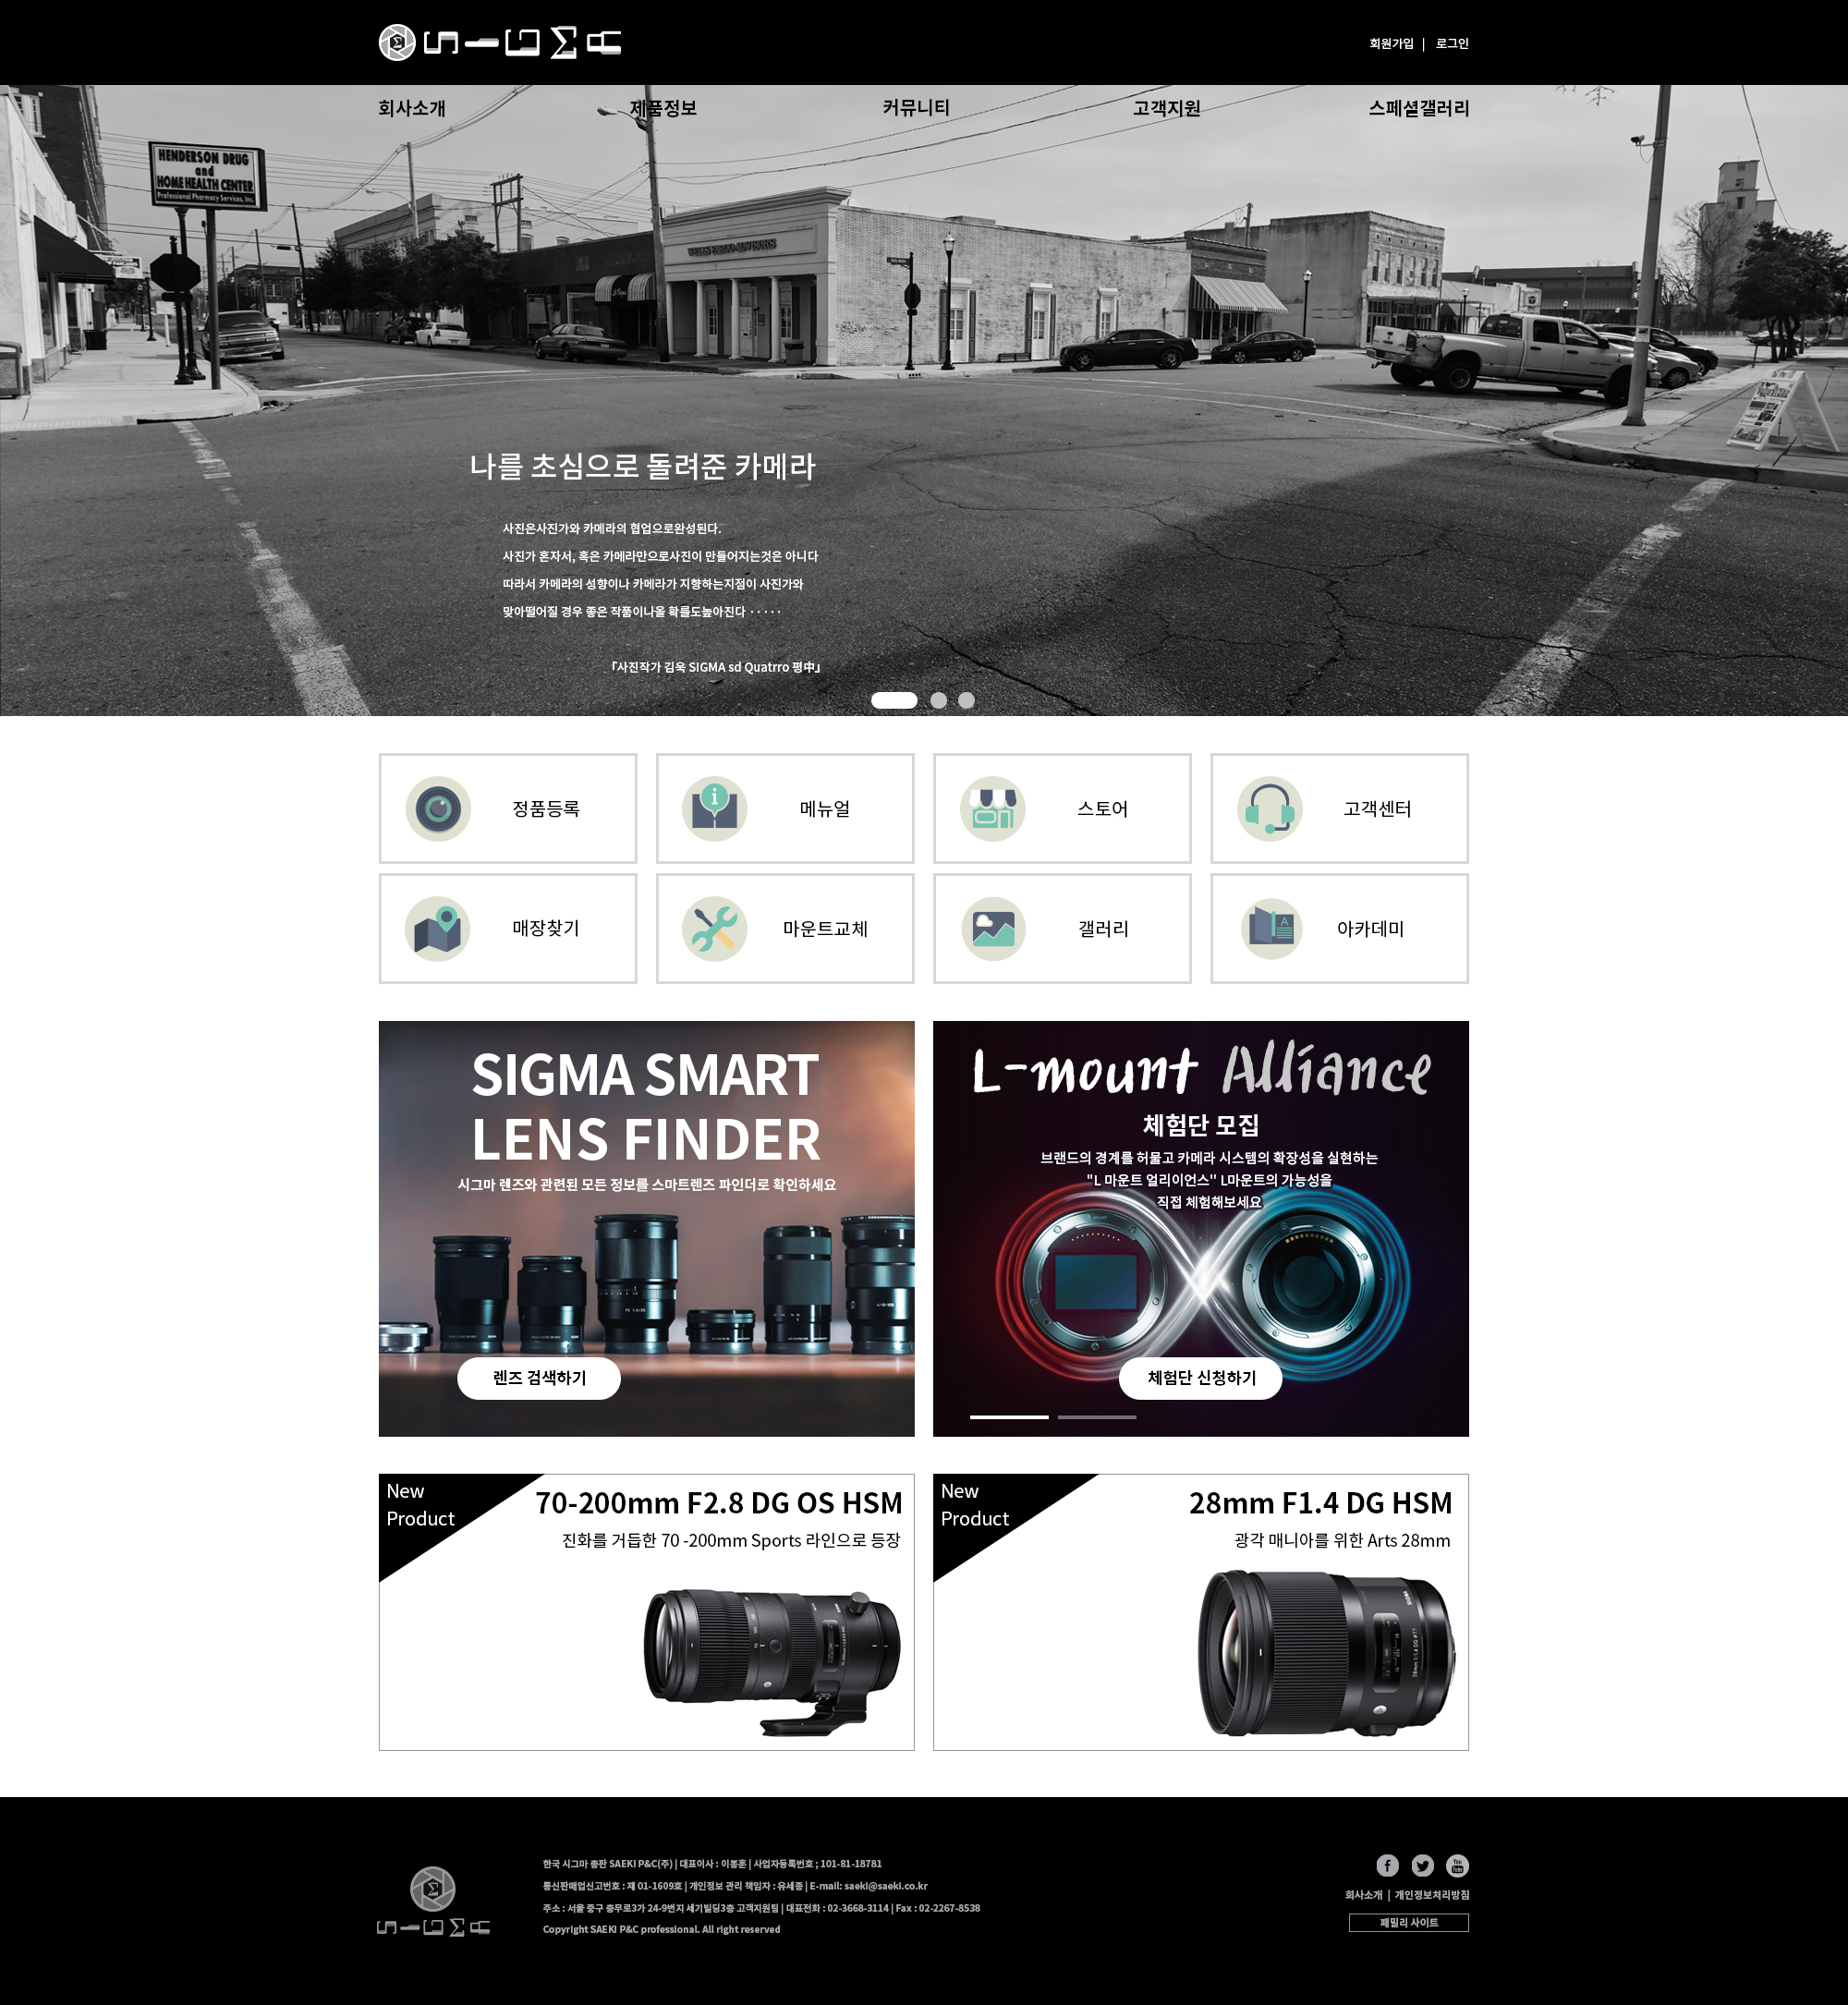 SIGMA
회원가입 | 로그인
회사소개 제품정보 커뮤니티 고객지원 스페셜갤러리
HENDERSON DRUG
and
HOME HEALTH CENTER
Professional Pharmacy Services, Inc.
WELLS FARGO ADVISORS
나를 초심으로 돌려준 카메라
사진은사진가와 카메라의 협업으로완성된다.
사진가 혼자서, 혹은 카메라만으로사진이 만들어지는것은 아니다
따라서 카메라의 성향이나 카메라가 지향하는지점이 사진가와
맞아떨어질 경우 좋은 작품이나올 확률도높아진다 · · · · ·
『사진작가 김욱 SIGMA sd Quatrro 평中』
정품등록 메뉴얼 스토어 고객센터
매장찾기 마운트교체 갤러리 아카데미
SIGMA SMART
LENS FINDER
시그마 렌즈와 관련된 모든 정보를 스마트렌즈 파인더로 확인하세요
렌즈 검색하기
L-mount Alliance
체험단 모집
브랜드의 경계를 허물고 카메라 시스템의 확장성을 실현하는
"L 마운트 얼리이언스'' L마운트의 가능성을
직접 체험해보세요
체험단 신청하기
New
Product
70-200mm F2.8 DG OS HSM
진화를 거듭한 70 -200mm Sports 라인으로 등장
New
Product
28mm F1.4 DG HSM
광각 매니아를 위한 Arts 28mm
SIGMA
한국 시그마 총판 SAEKI P&C(주) | 대표이사 : 이봉훈 | 사업자등록번호 ; 101-81-18781
통신판매업신고번호 : 제 01-1609호 | 개인정보 관리 책임자 : 유세종 | E-mail: saeki@saeki.co.kr
주소 : 서울 중구 충무로3가 24-9번지 세기빌딩3층 고객지원팀 | 대표전화 : 02-3668-3114 | Fax : 02-2267-8538
Copyright SAEKI P&C professional. All right reserved
You
Tube
회사소개 | 개인정보처리방침
패밀리 사이트